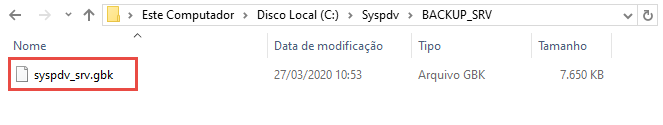 Este Computador > Disco Local (C:) > Syspdv > BACKUP_SRV
Nome Data de modificação Tipo Tamanho
syspdv_srv.gbk 27/03/2020 10:53 Arquivo GBK 7.650 KB